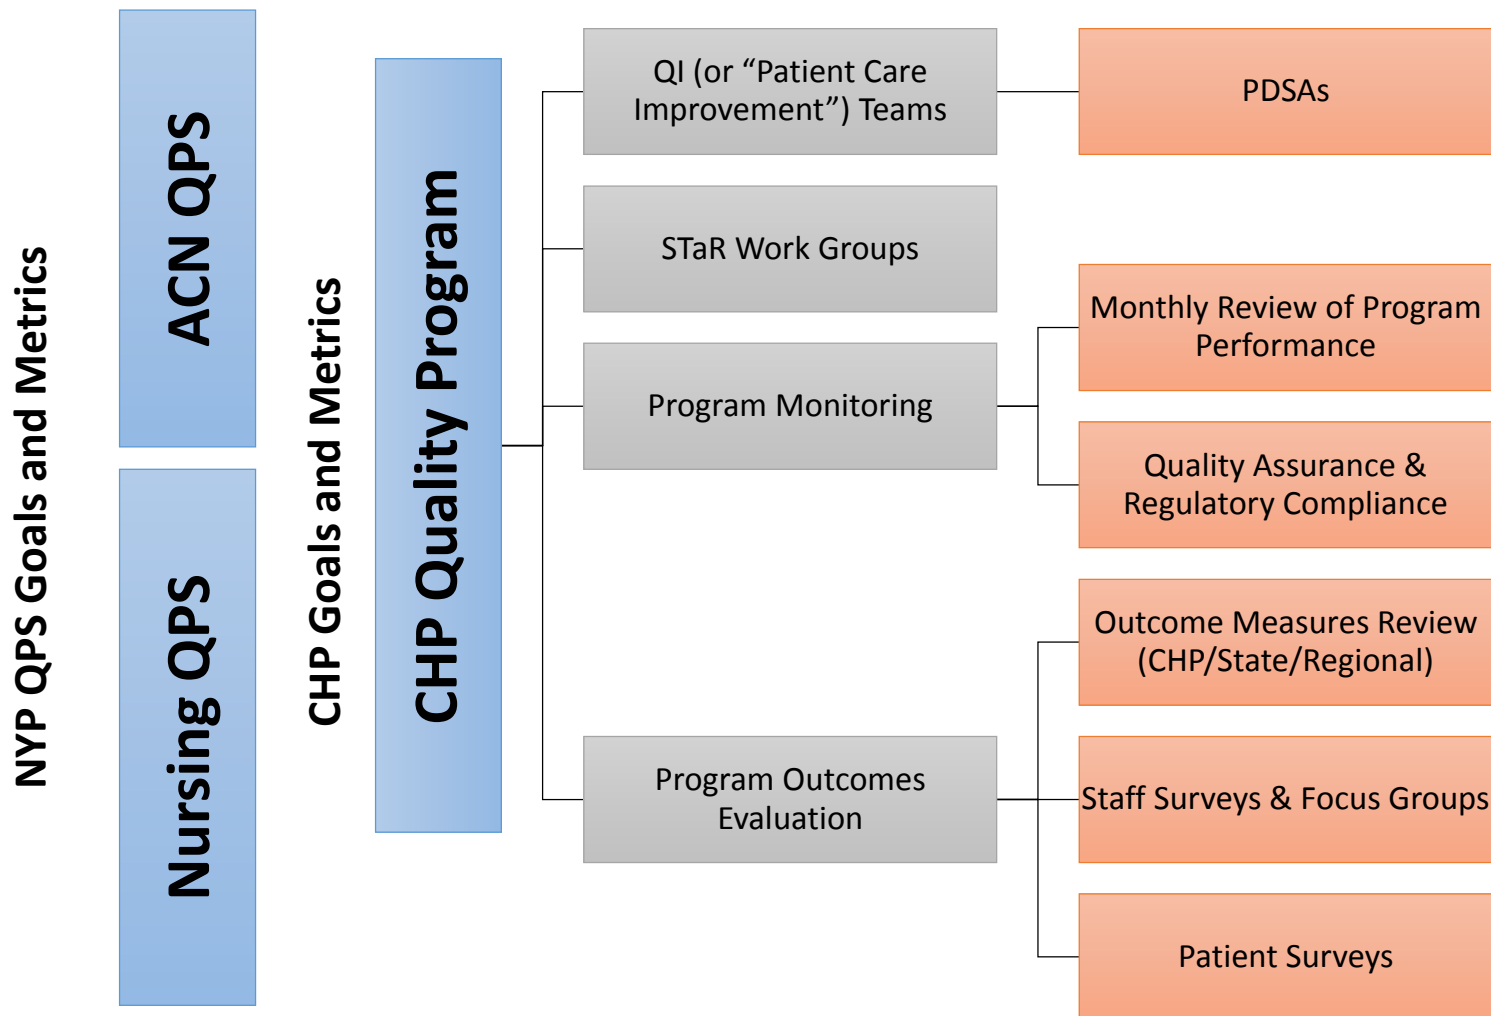 NYP QPS Goals and Metrics
ACN QPS
Nursing QPS
CHP Goals and Metrics
CHP Quality Program
QI (or “Patient Care
Improvement”) Teams
STaR Work Groups
Program Monitoring
Program Outcomes
Evaluation
PDSAs
Monthly Review of Program
Performance
Quality Assurance &
Regulatory Compliance
Outcome Measures Review
(CHP/State/Regional)
Staff Surveys & Focus Groups
Patient Surveys